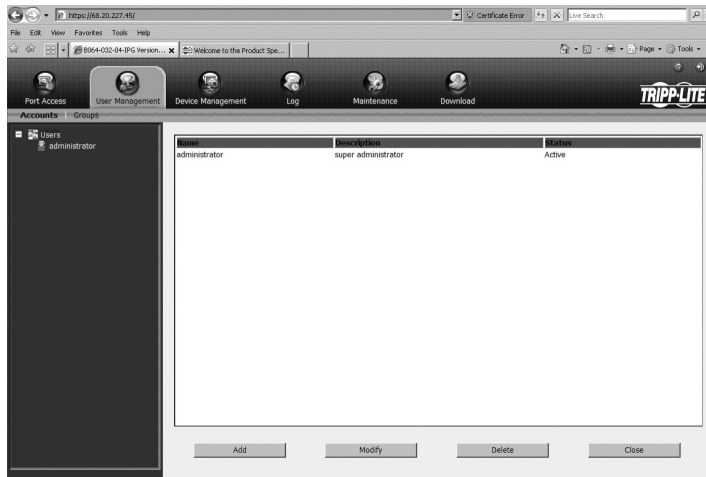 https://68.20.227.45/
Certificate Error
Live Search
File Edit View Favorites Tools Help
B064-032-04-IPG Version...
Welcome to the Product Spe...
Page Tools
Port Access
User Management
Device Management
Log
Maintenance
Download
TRIPP·LITE
Accounts Groups
Users
administrator
Name Description Status
administrator super administrator Active
Add Modify Delete Close